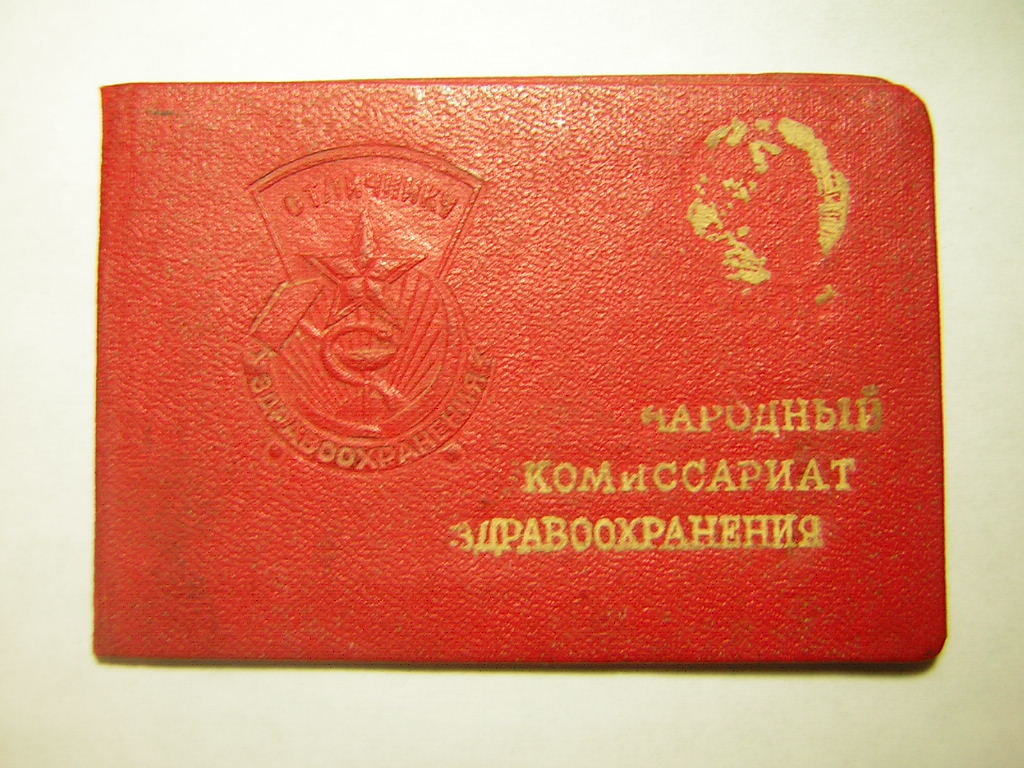 ОТЛИЧНИКУ
ЗДРАВООХРАНЕНИЯ
НАРОДНЫЙ
КОМИССАРИАТ
ЗДРАВООХРАНЕНИЯ